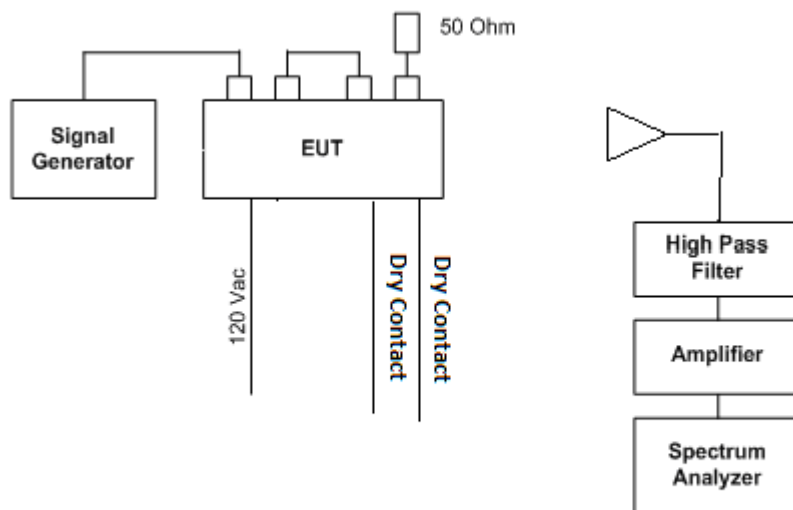 50 Ohm
Signal
Generator
EUT
120 Vac
Dry Contact
Dry Contact
High Pass
Filter
Amplifier
Spectrum
Analyzer